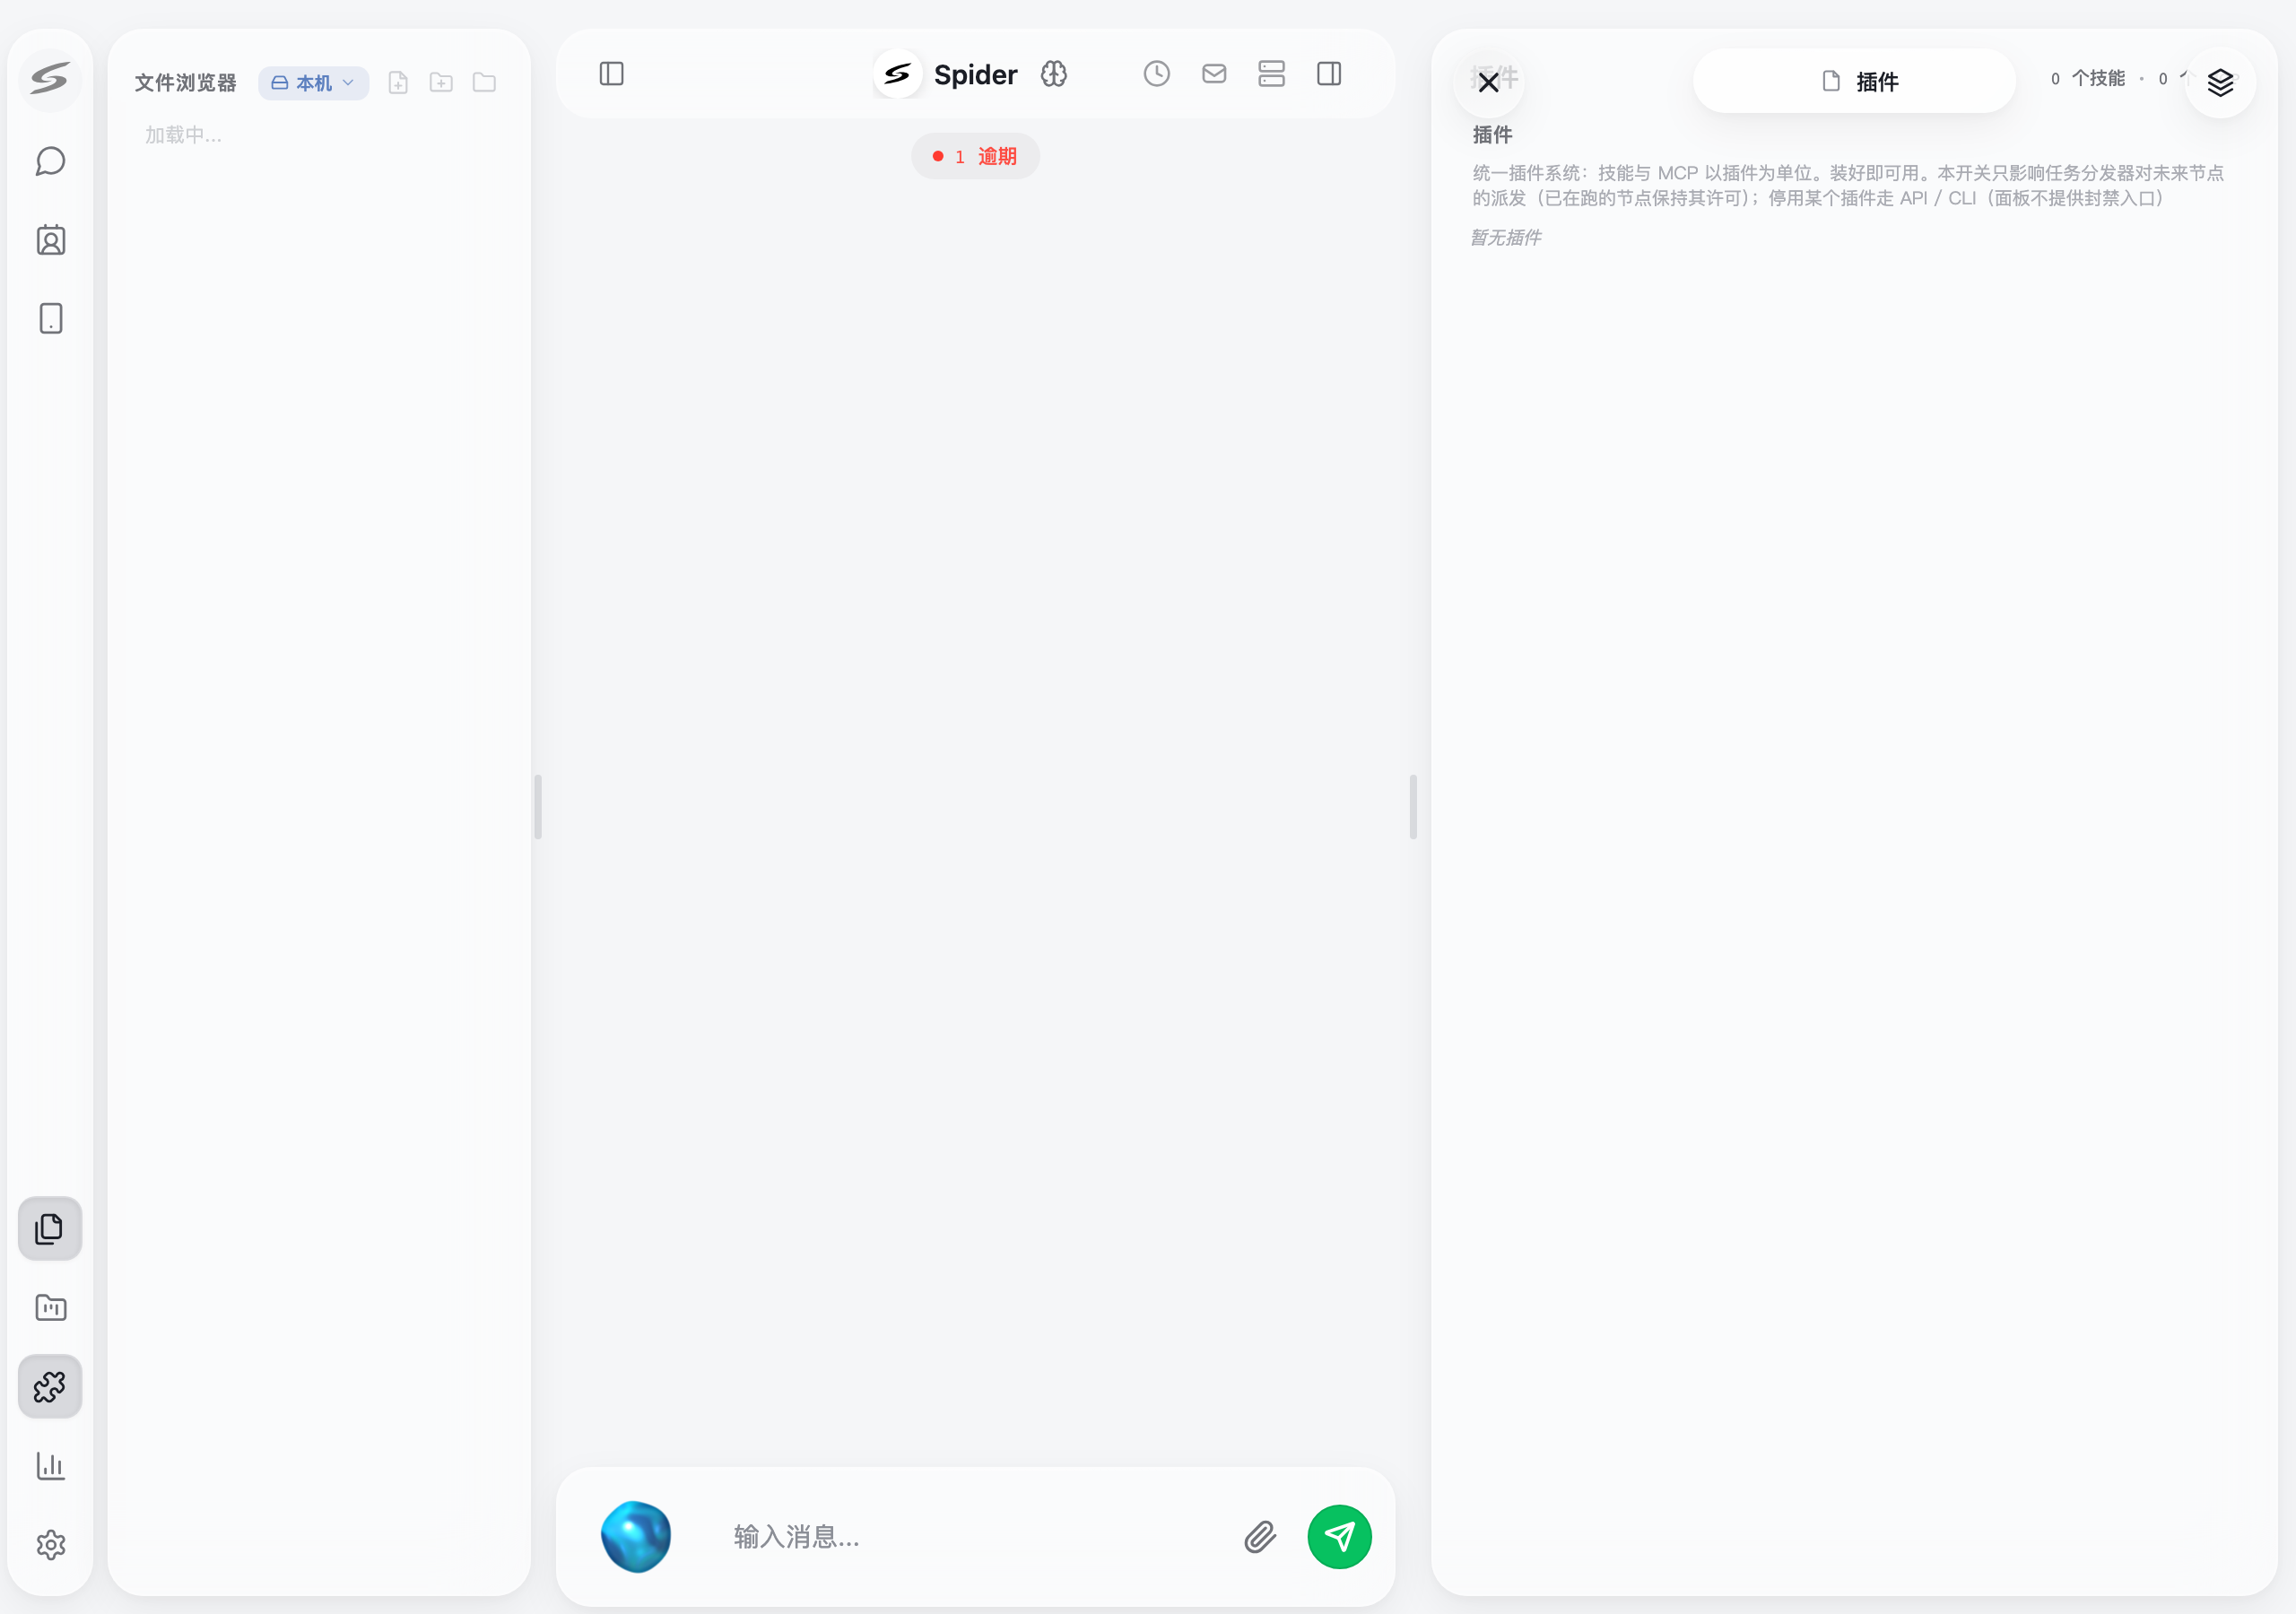 文件浏览器
本机
加载中...
Spider
1 逾期
输入消息...
插件
插件
0 个技能 · 0 个
插件
统一插件系统：技能与 MCP 以插件为单位。装好即可用。本开关只影响任务分发器对未来节点
的派发（已在跑的节点保持其许可）；停用某个插件走 API / CLI（面板不提供封禁入口）
暂无插件